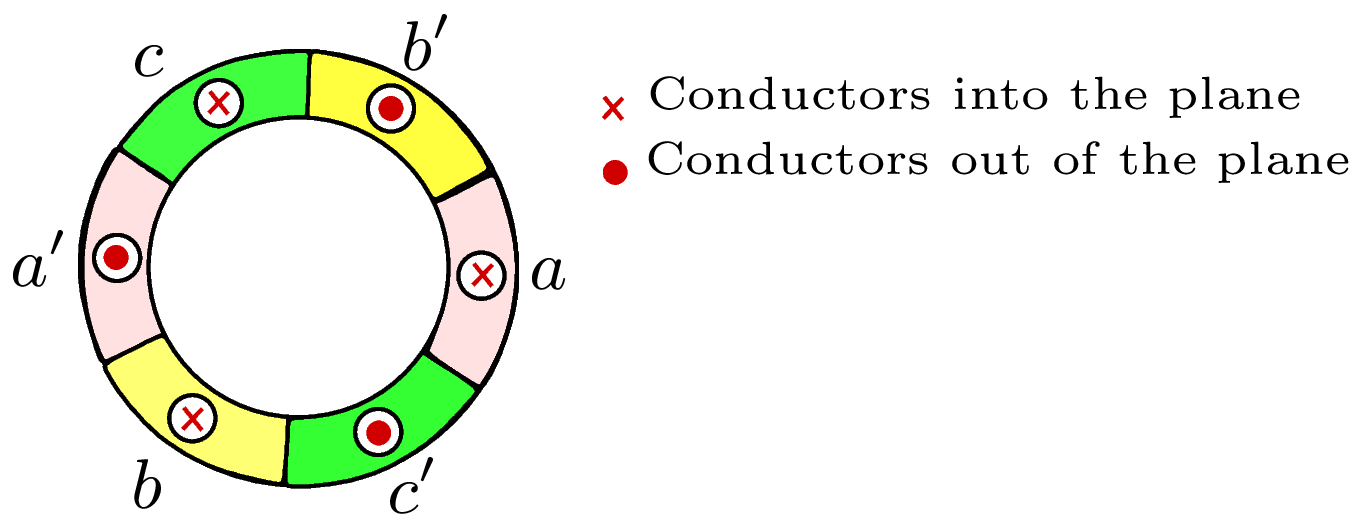 c
b′
× Conductors into the plane
● Conductors out of the plane
a′
a
b
c′